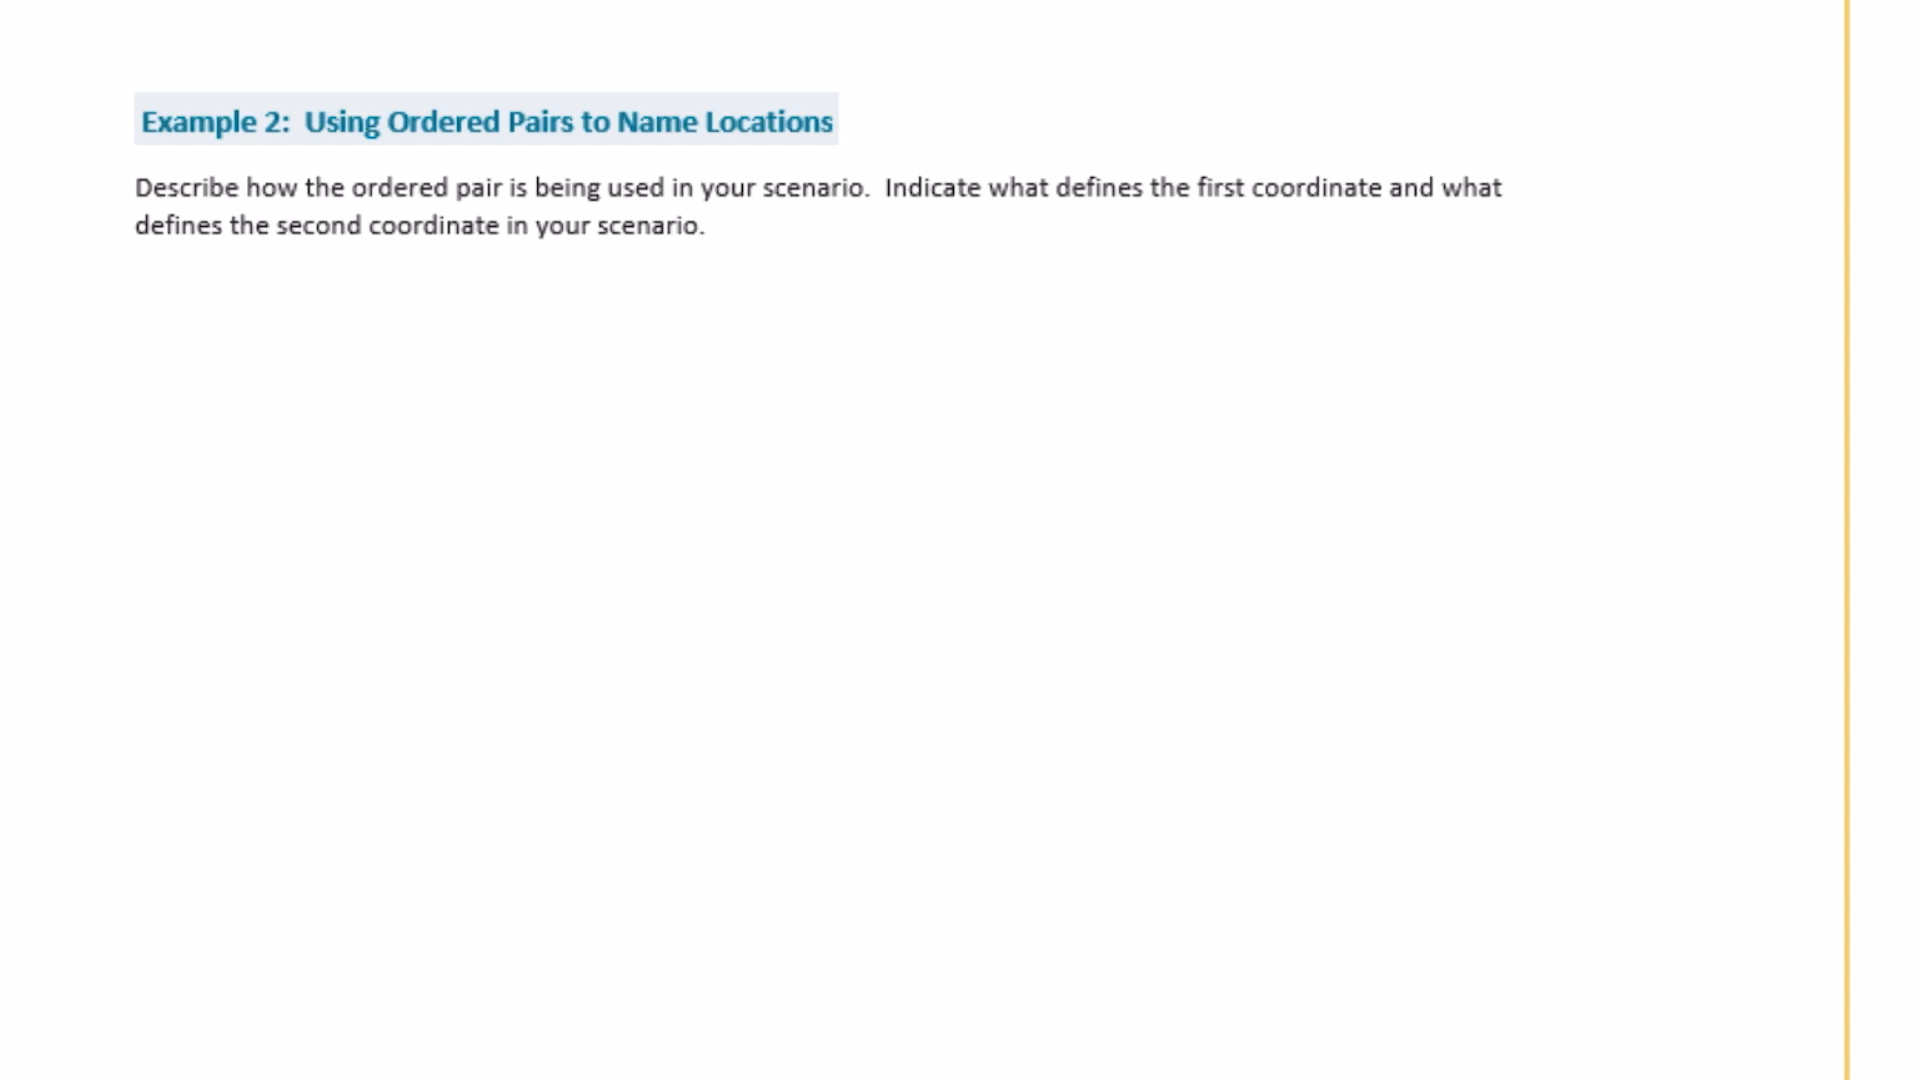 Example 2: Using Ordered Pairs to Name Locations
Describe how the ordered pair is being used in your scenario. Indicate what defines the first coordinate and what
defines the second coordinate in your scenario.